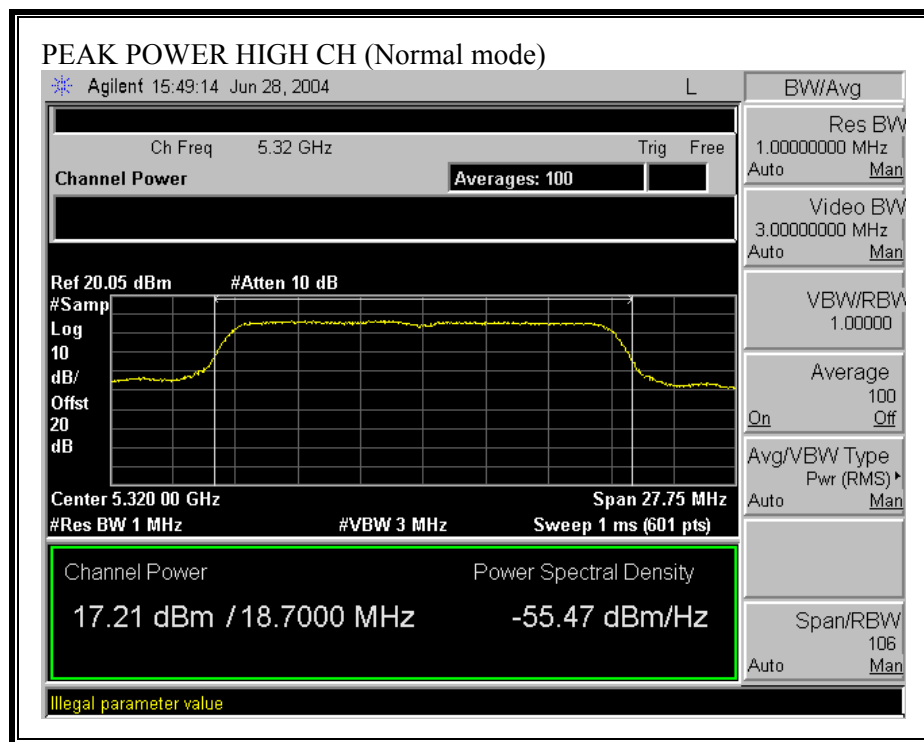 PEAK POWER HIGH CH (Normal mode)
Agilent 15:49:14 Jun 28, 2004 L
BW/Avg
Ch Freq 5.32 GHz Trig Free
Channel Power Averages: 100
Ref 20.05 dBm #Atten 10 dB
#Samp
Log
10
dB/
Offst
20
dB
Center 5.320 00 GHz Span 27.75 MHz
#Res BW 1 MHz #VBW 3 MHz Sweep 1 ms (601 pts)
Channel Power Power Spectral Density
17.21 dBm / 18.7000 MHz -55.47 dBm/Hz
Illegal parameter value
Res BW
1.00000000 MHz
Auto Man
Video BW
3.00000000 MHz
Auto Man
VBW/RBW
1.00000
Average
100
On Off
Avg/VBW Type
Pwr (RMS)
Auto Man
Span/RBW
106
Auto Man